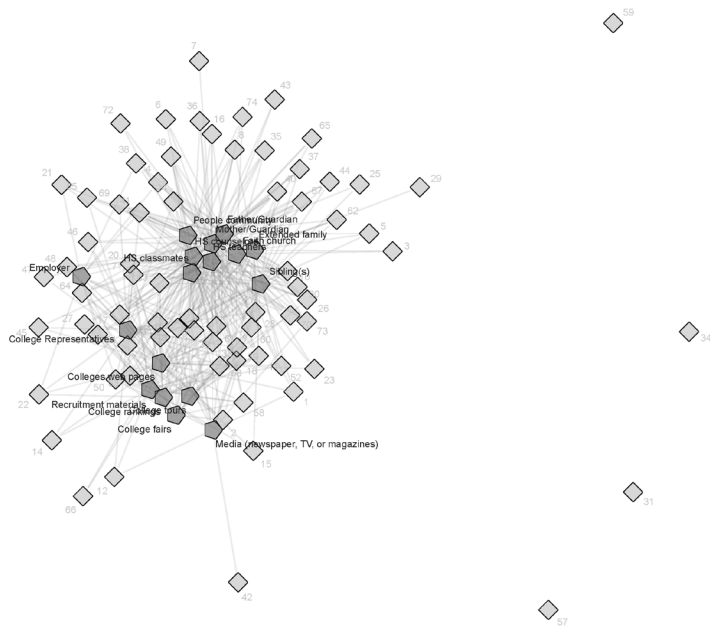 59
7
43
72
6
36
16
74
65
49
8
35
38
37
44
25
29
21
69
62
5
People community
Father/Guardian
Mother/Guardian
Extended family
Faith church
46
HS counselor
HS teachers
3
HS classmates
20
48
Employer
Sibling(s)
64
26
27
73
34
College Representatives
Colleges web pages
23
50
22
Recruitment materials
College rankings
College tours
58
1
College fairs
Media (newspaper, TV, or magazines)
14
15
12
31
66
42
57